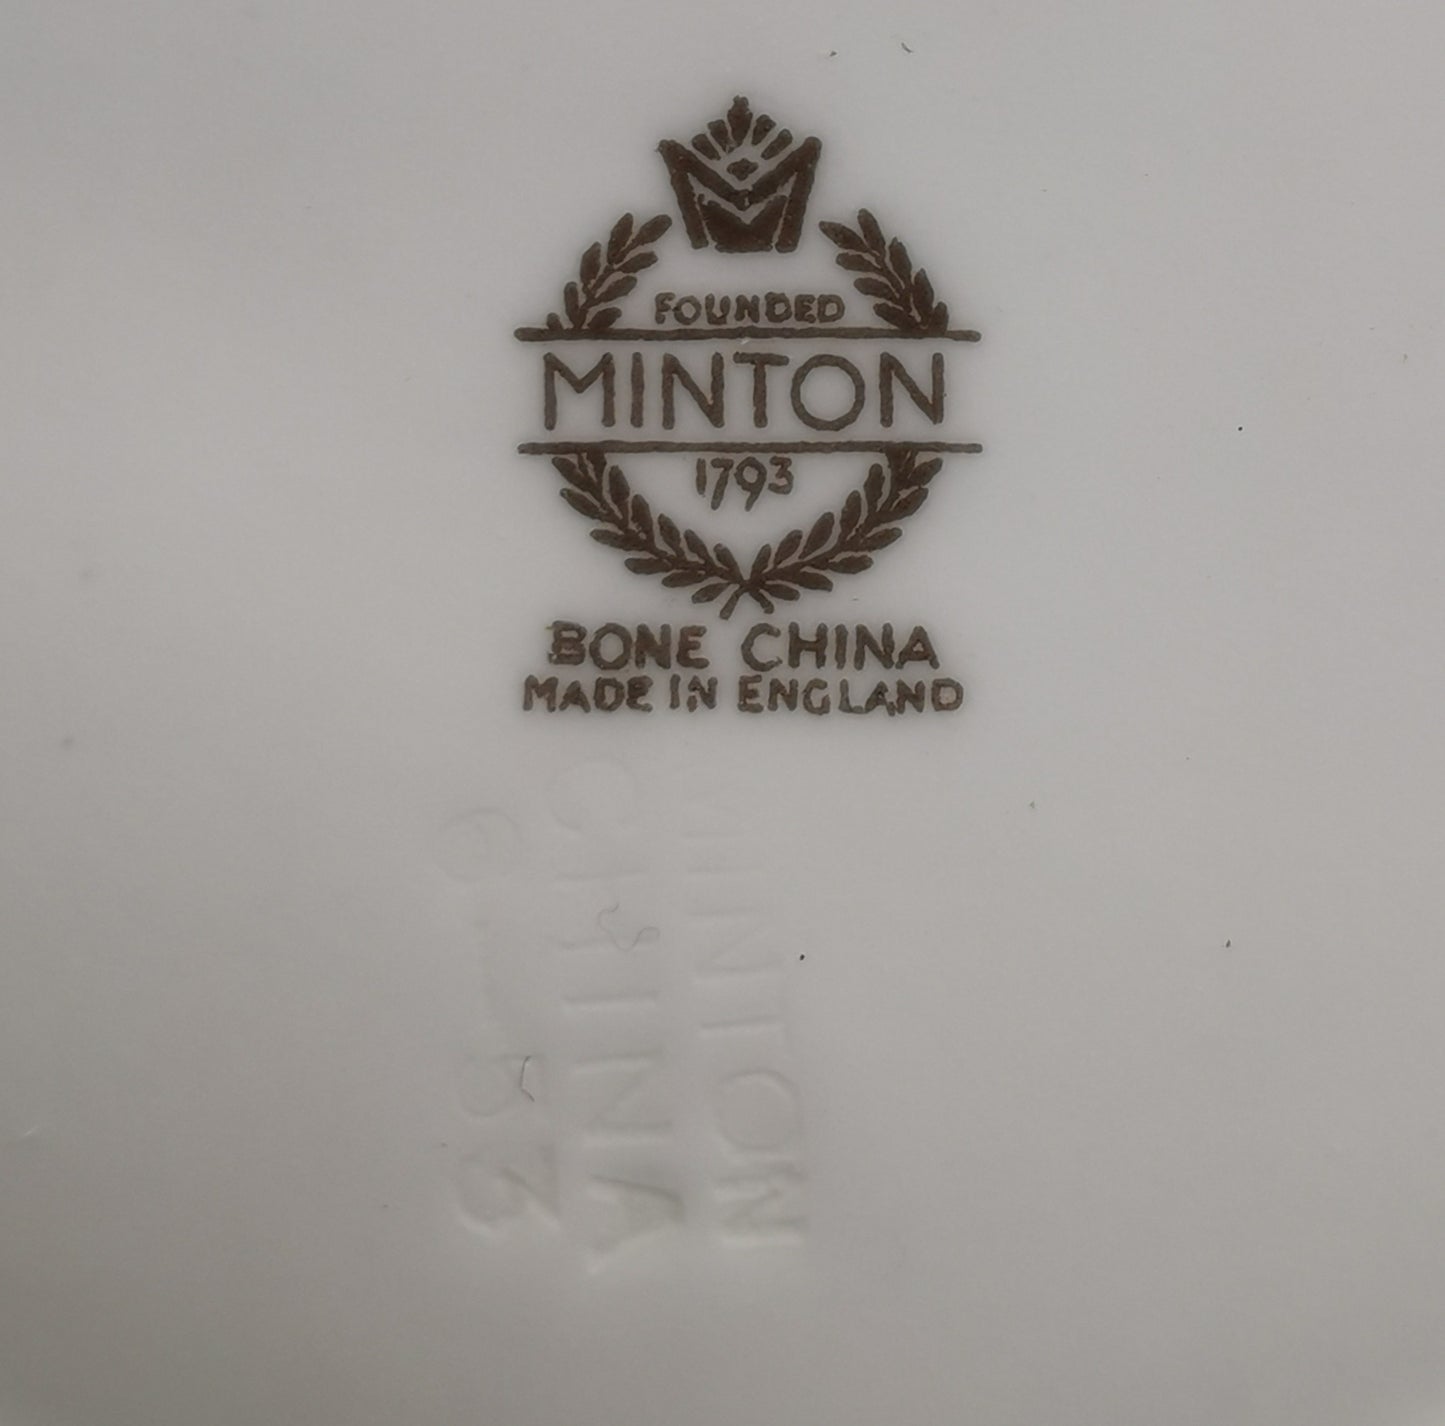 FOUNDED
MINTON
1793
BONE CHINA
MADE IN ENGLAND
MINTON
CHINA